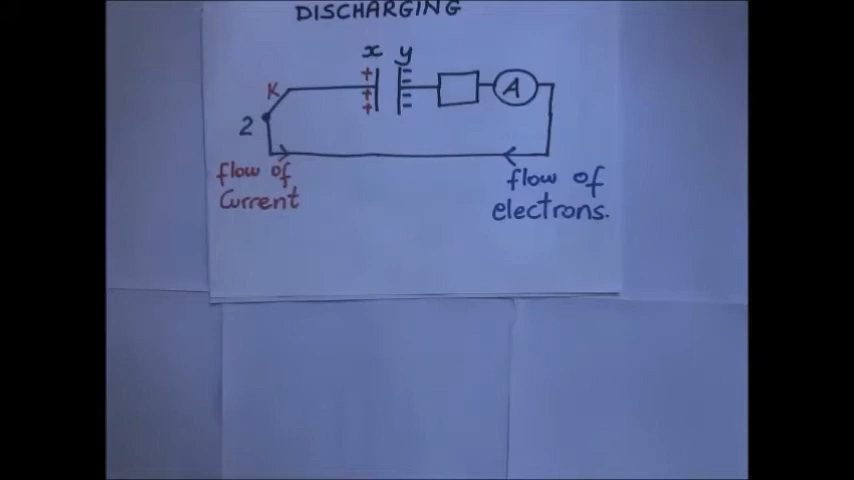 DISCHARGING
x y
+ -
K + - A
+ -
2
flow of
Current
flow of
electrons.